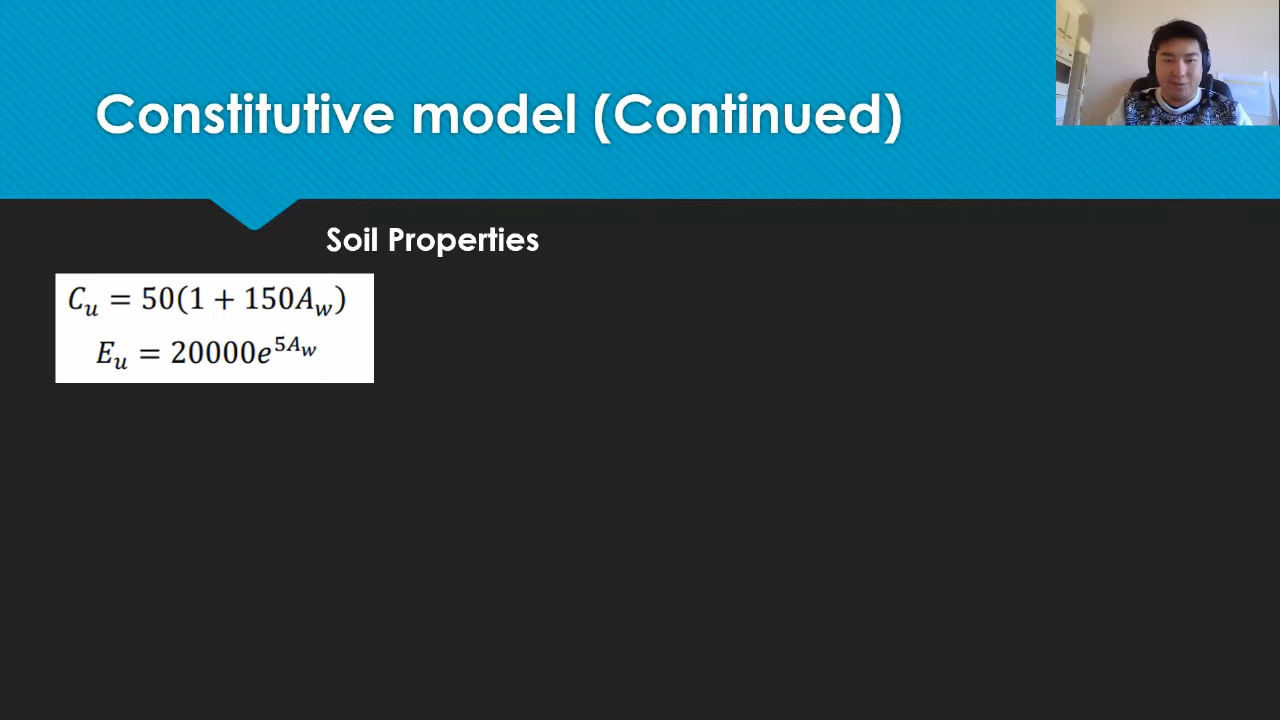 Constitutive model (Continued)
Soil Properties
C_u = 50(1 + 150A_w)
E_u = 20000e^{5A_w}